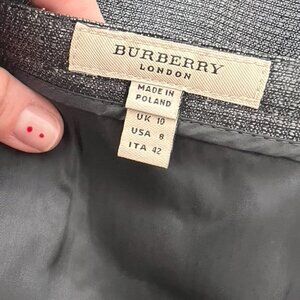 BURBERRY
LONDON
MADE IN
POLAND
UK 10
USA 8
ITA 42